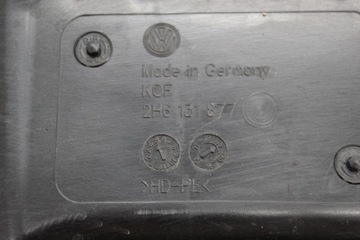 Made in Germany
KCE
2H6 131 877
>HD-PE<